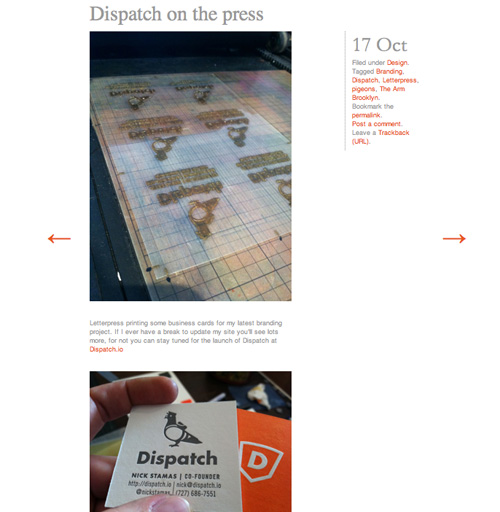 Dispatch on the press
17 Oct
Filed under Design.
Tagged Branding,
Dispatch, Letterpress,
pigeons, The Arm
Brooklyn.
Bookmark the
permalink.
Post a comment.
Leave a Trackback
(URL).
Dispatch
Dispatch
Dispatch
Letterpress printing some business cards for my latest branding
project. If I ever have a break to update my site you'll see lots
more, for not you can stay tuned for the launch of Dispatch at
Dispatch.io
Dispatch
NICK STAMAS | CO-FOUNDER
http://dispatch.io | nick@dispatch.io
@nickstamas | (727) 686-7551
D